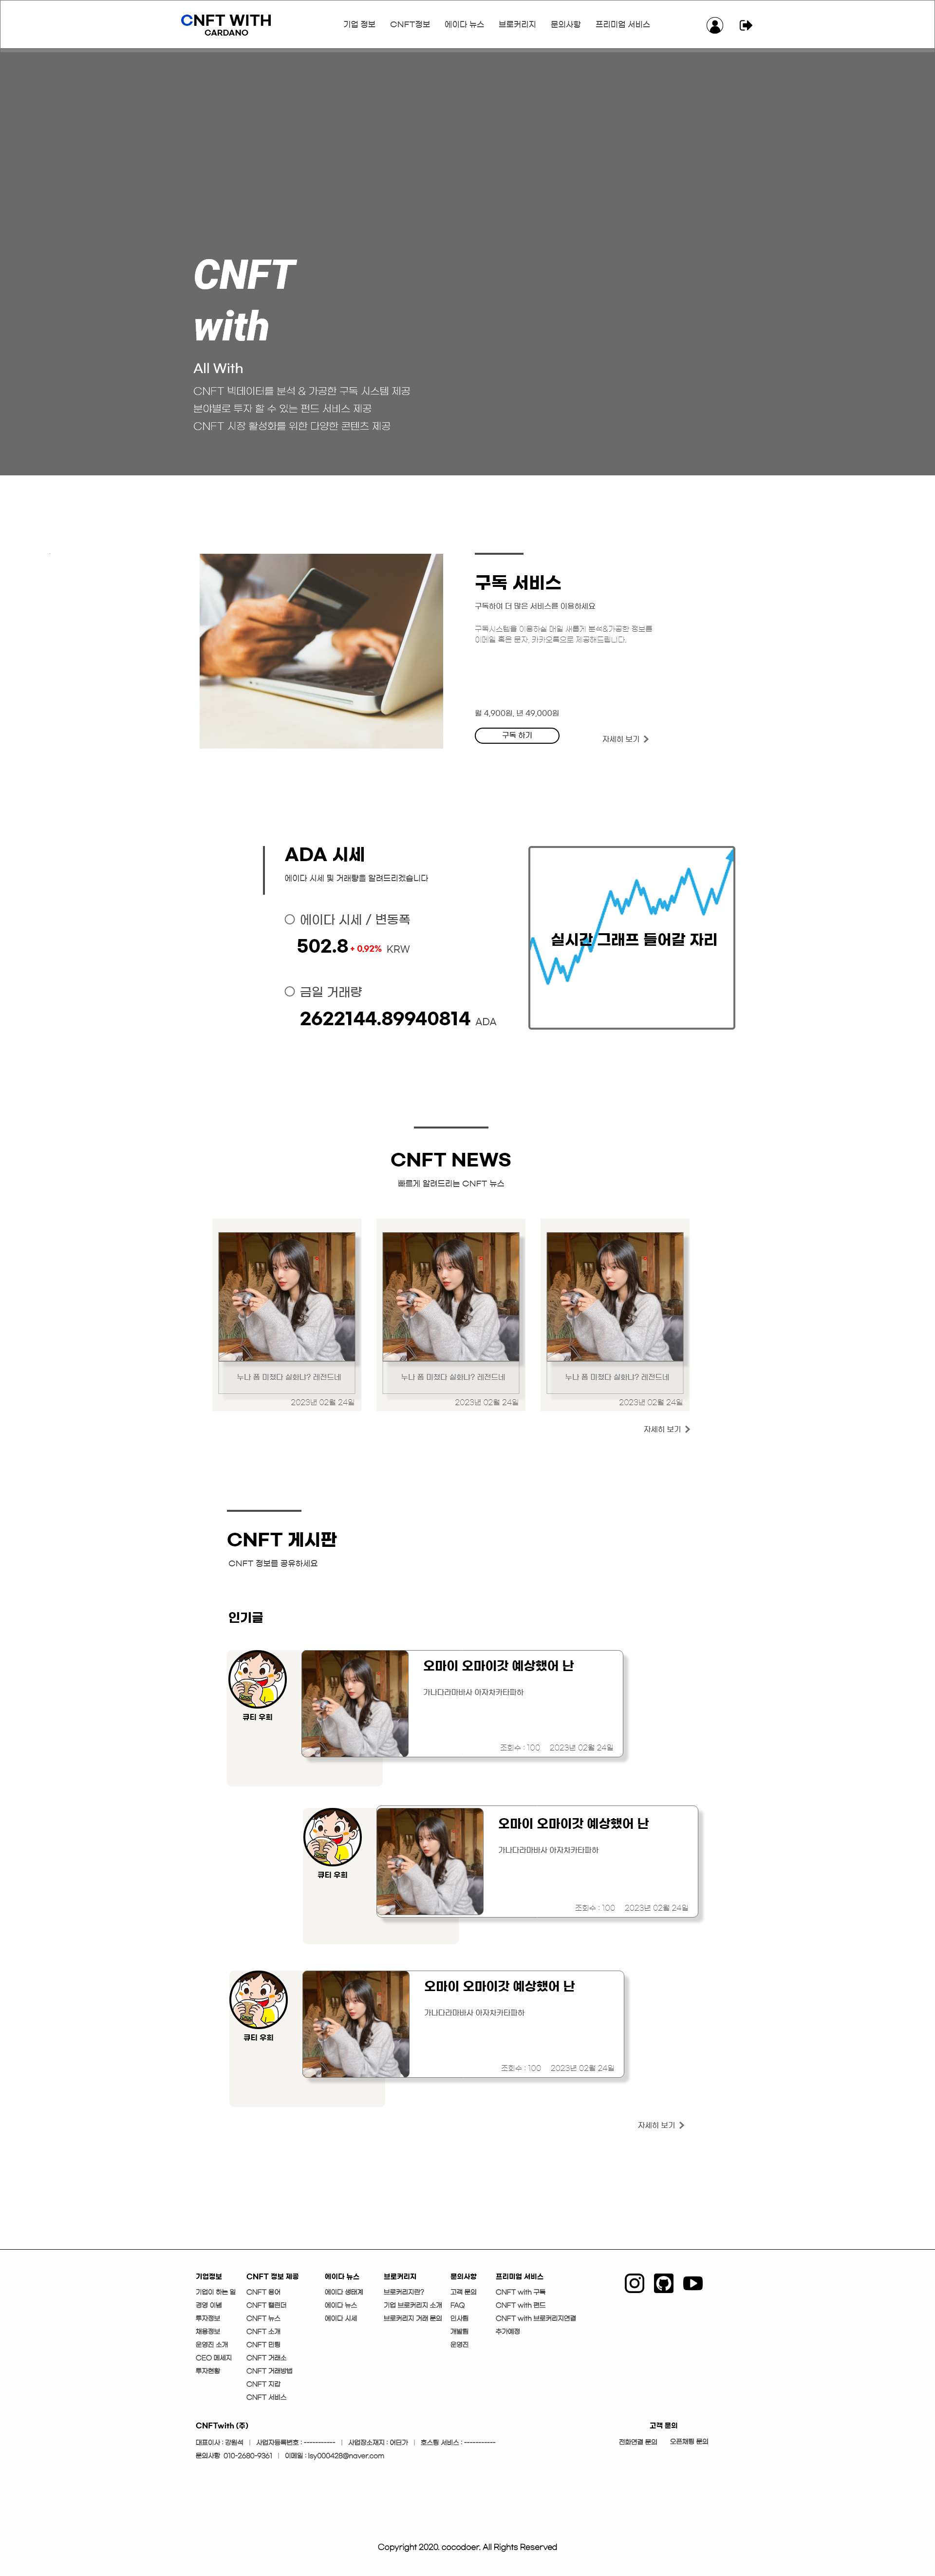 CNFT WITH
CARDANO
기업 정보 CNFT정보 에이다 뉴스 브로커리지 문의사항 프리미엄 서비스
CNFT
with
All With
CNFT 빅데이터를 분석 & 가공한 구독 시스템 제공
분야별로 투자 할 수 있는 펀드 서비스 제공
CNFT 시장 활성화를 위한 다양한 콘텐츠 제공
구독 서비스
구독하여 더 많은 서비스를 이용하세요
구독시스템을 이용하실 매일 새롭게 분석&가공한 정보를
이메일 혹은 문자, 카카오톡으로 제공해드립니다.
월 4,900원, 년 49,000원
구독 하기
자세히 보기
ADA 시세
에이다 시세 및 거래량을 알려드리겠습니다
에이다 시세 / 변동폭
502.8 + 0.92% KRW
금일 거래량
2622144.89940814 ADA
실시간 그래프 들어갈 자리
CNFT NEWS
빠르게 알려드리는 CNFT 뉴스
누나 폼 미쳤다 실화냐? 레전드네
2023년 02월 24일
누나 폼 미쳤다 실화냐? 레전드네
2023년 02월 24일
누나 폼 미쳤다 실화냐? 레전드네
2023년 02월 24일
자세히 보기
CNFT 게시판
CNFT 정보를 공유하세요
인기글
큐티 우희
오마이 오마이갓 예상했어 난
가나다라마바사 아자차카타파하
조회수 : 100 2023년 02월 24일
큐티 우희
오마이 오마이갓 예상했어 난
가나다라마바사 아자차카타파하
조회수 : 100 2023년 02월 24일
큐티 우희
오마이 오마이갓 예상했어 난
가나다라마바사 아자차카타파하
조회수 : 100 2023년 02월 24일
자세히 보기
기업정보
기업이 하는 일
경영 이념
투자정보
채용정보
운영진 소개
CEO 메세지
투자현황
CNFT 정보 제공
CNFT 용어
CNFT 캘린더
CNFT 뉴스
CNFT 소개
CNFT 민팅
CNFT 거래소
CNFT 거래방법
CNFT 지갑
CNFT 서비스
에이다 뉴스
에이다 생태계
에이다 뉴스
에이다 시세
브로커리지
브로커리지란?
기업 브로커리지 소개
브로커리지 거래 문의
문의사항
고객 문의
FAQ
인사팀
개발팀
운영진
프리미엄 서비스
CNFT with 구독
CNFT with 펀드
CNFT with 브로커리지연결
추가예정
CNFTwith (주)
대표이사 : 강원석 | 사업자등록번호 : ----------- | 사업장소재지 : 어딘가 | 호스팅 서비스 : -----------
문의사항 010-2680-9361 | 이메일 : lsy000428@naver.com
고객 문의
전화연결 문의 오픈채팅 문의
Copyright 2020. cocodoer. All Rights Reserved